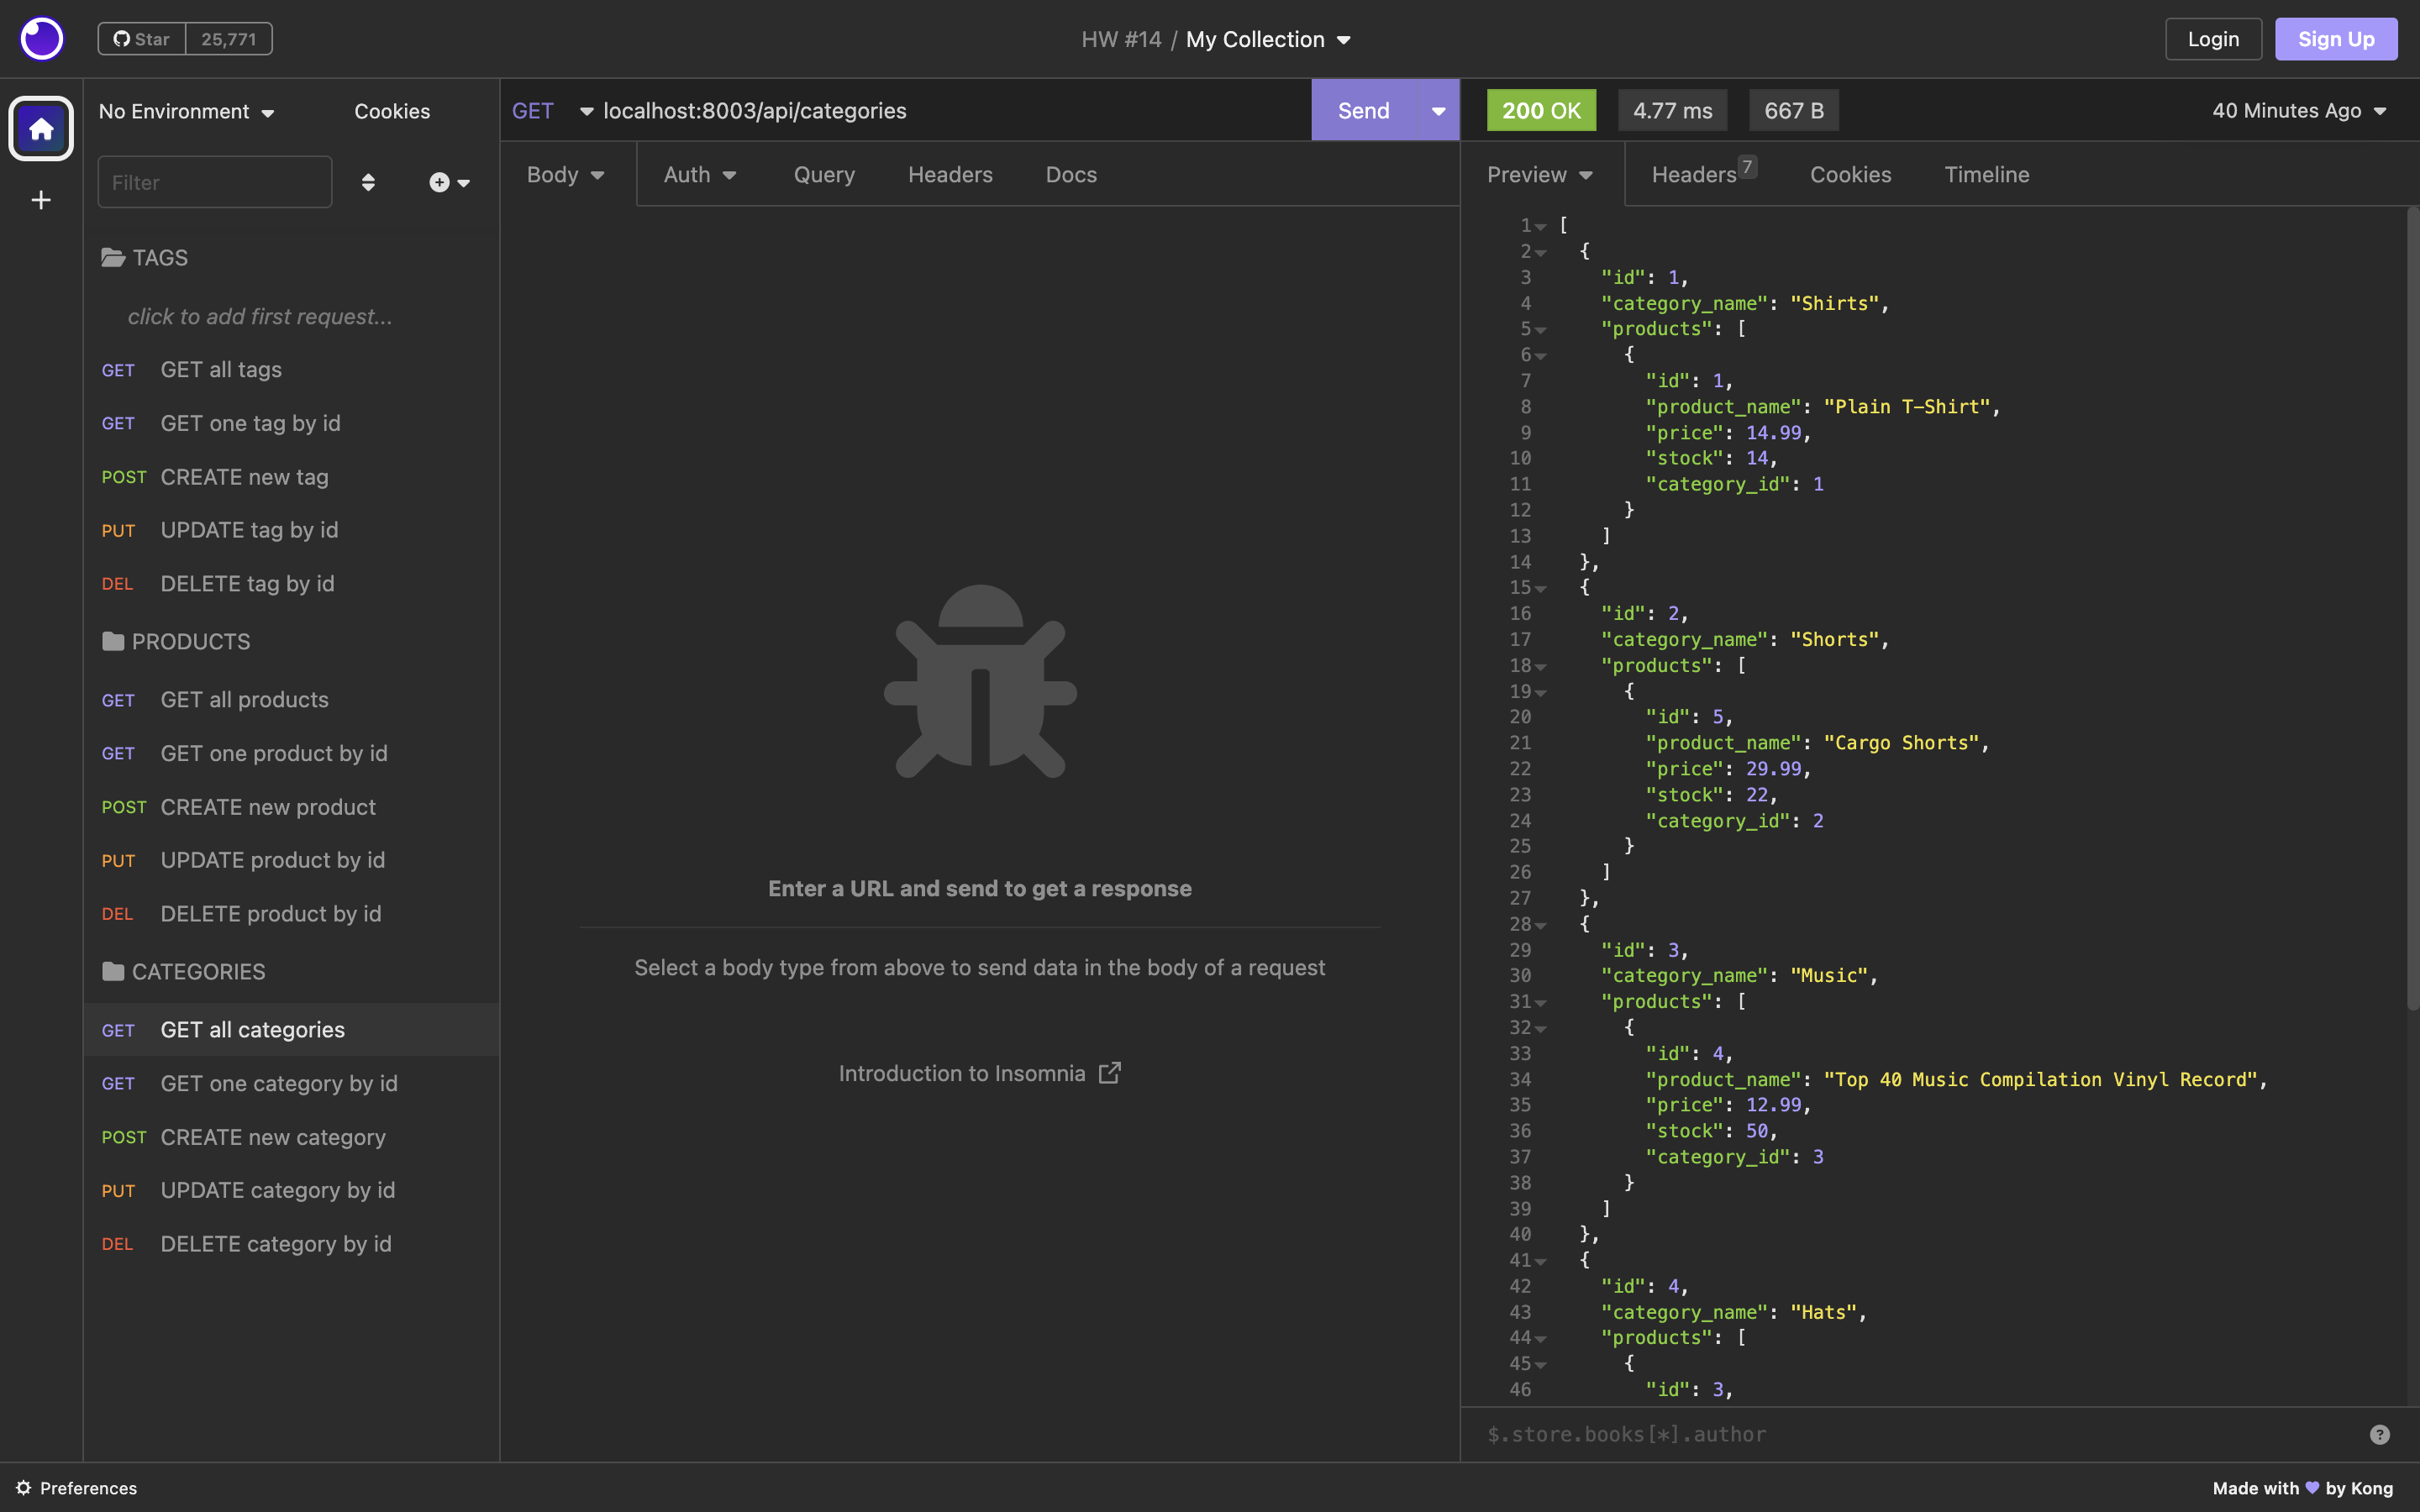 Star 25,771
HW #14 / My Collection
Login
Sign Up
No Environment
Cookies
Filter
TAGS
click to add first request...
GET GET all tags
GET GET one tag by id
POST CREATE new tag
PUT UPDATE tag by id
DEL DELETE tag by id
PRODUCTS
GET GET all products
GET GET one product by id
POST CREATE new product
PUT UPDATE product by id
DEL DELETE product by id
CATEGORIES
GET GET all categories
GET GET one category by id
POST CREATE new category
PUT UPDATE category by id
DEL DELETE category by id
GET localhost:8003/api/categories
Send
Body Auth Query Headers Docs
Enter a URL and send to get a response
Select a body type from above to send data in the body of a request
Introduction to Insomnia
200 OK 4.77 ms 667 B 40 Minutes Ago
Preview Headers 7 Cookies Timeline
1 [
2 {
3 "id": 1,
4 "category_name": "Shirts",
5 "products": [
6 {
7 "id": 1,
8 "product_name": "Plain T-Shirt",
9 "price": 14.99,
10 "stock": 14,
11 "category_id": 1
12 }
13 ]
14 },
15 {
16 "id": 2,
17 "category_name": "Shorts",
18 "products": [
19 {
20 "id": 5,
21 "product_name": "Cargo Shorts",
22 "price": 29.99,
23 "stock": 22,
24 "category_id": 2
25 }
26 ]
27 },
28 {
29 "id": 3,
30 "category_name": "Music",
31 "products": [
32 {
33 "id": 4,
34 "product_name": "Top 40 Music Compilation Vinyl Record",
35 "price": 12.99,
36 "stock": 50,
37 "category_id": 3
38 }
39 ]
40 },
41 {
42 "id": 4,
43 "category_name": "Hats",
44 "products": [
45 {
46 "id": 3,
$.store.books[*].author
?
Preferences
Made with by Kong